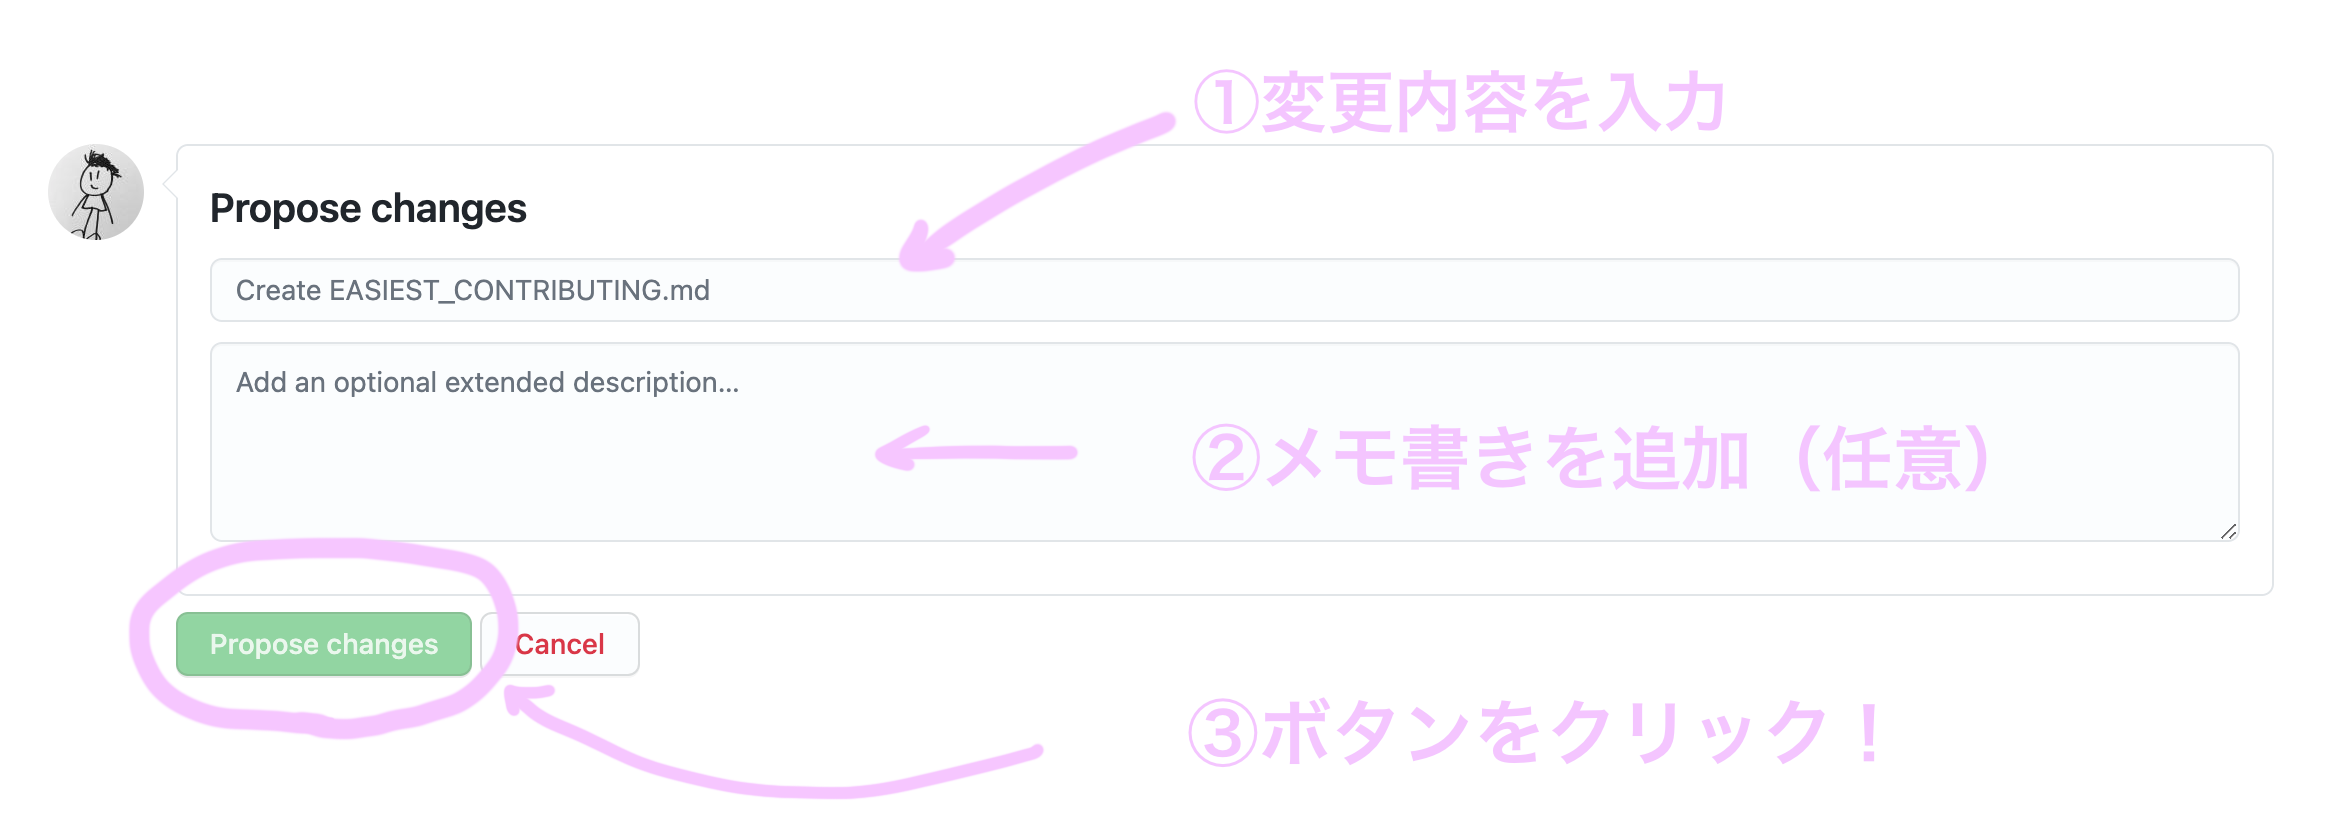 ①変更内容を入力
Propose changes
Create EASIEST_CONTRIBUTING.md
Add an optional extended description...
②メモ書きを追加（任意）
Propose changes
Cancel
③ボタンをクリック！